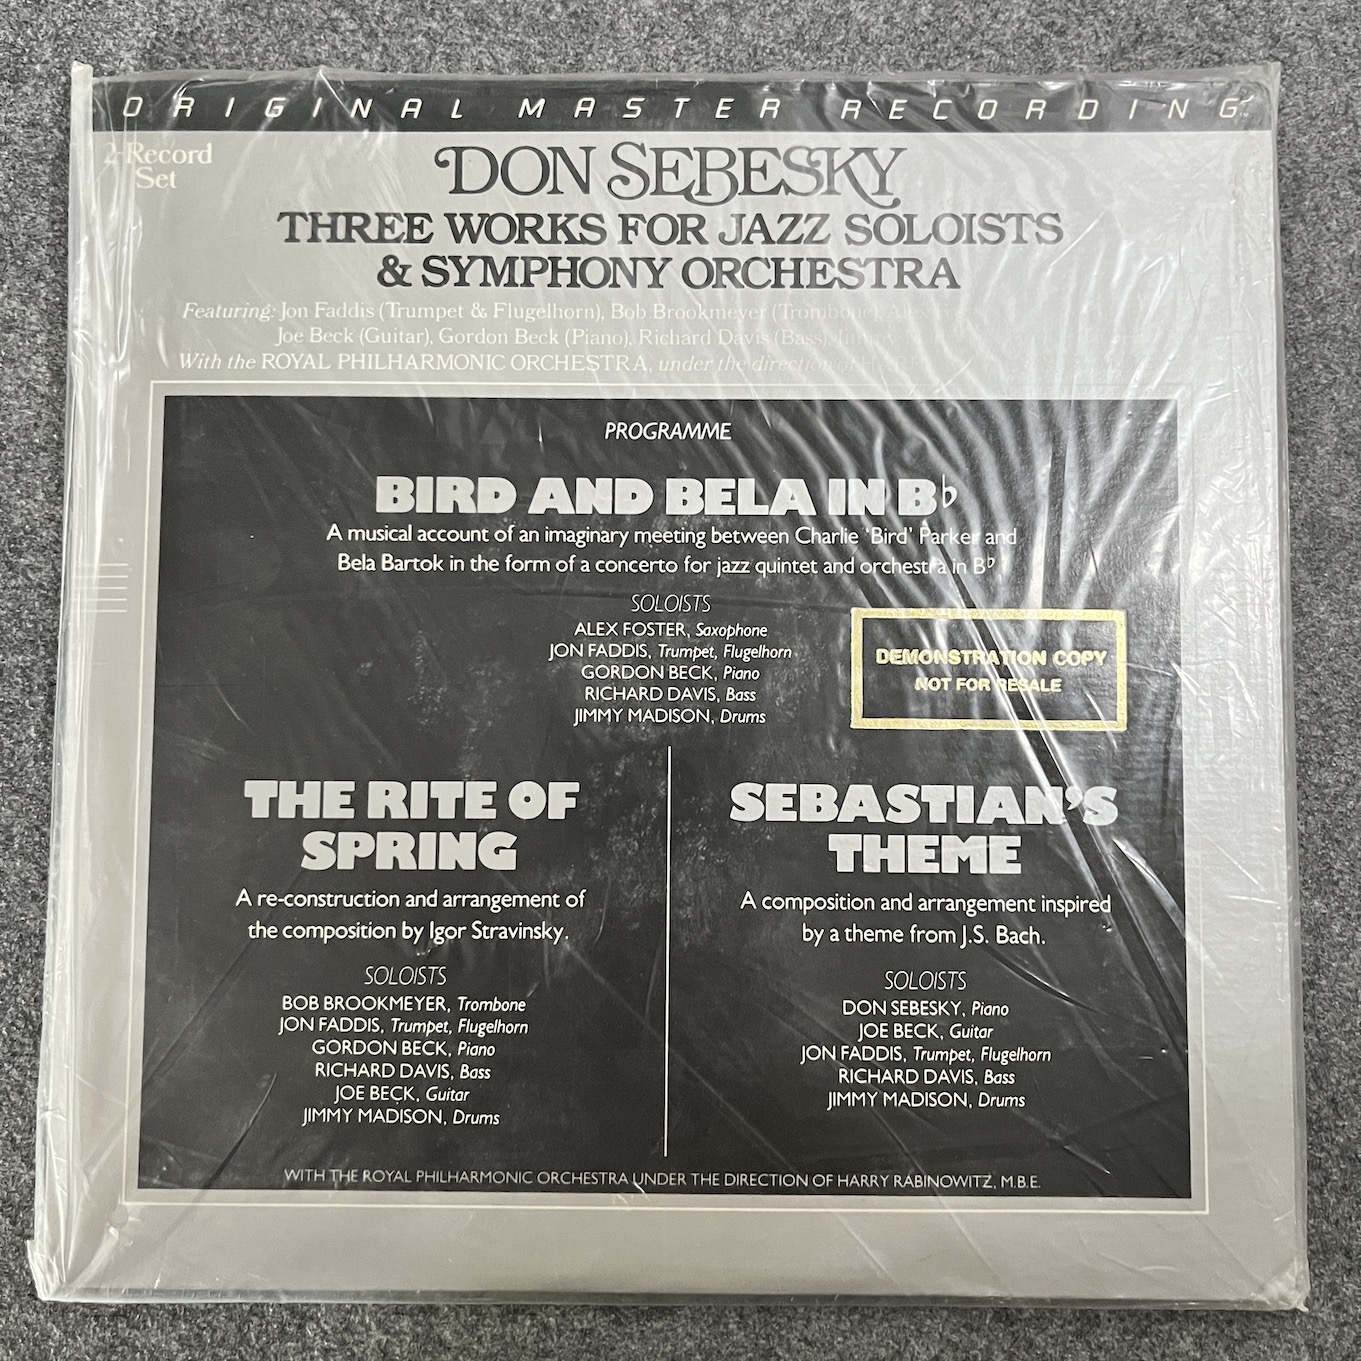 ORIGINAL MASTER RECORDING™
2-Record
Set
DON SEBESKY
THREE WORKS FOR JAZZ SOLOISTS
& SYMPHONY ORCHESTRA
Featuring: Jon Faddis (Trumpet & Flugelhorn), Bob Brookmeyer (Trombone), Alex
Joe Beck (Guitar), Gordon Beck (Piano), Richard Davis (Bass), Jimmy
With the ROYAL PHILHARMONIC ORCHESTRA, under the direction of
PROGRAMME
BIRD AND BELA IN B♭
A musical account of an imaginary meeting between Charlie ‘Bird’ Parker and
Bela Bartok in the form of a concerto for jazz quintet and orchestra in B♭
SOLOISTS
ALEX FOSTER, Saxophone
JON FADDIS, Trumpet, Flugelhorn
GORDON BECK, Piano
RICHARD DAVIS, Bass
JIMMY MADISON, Drums
DEMONSTRATION COPY
NOT FOR RESALE
THE RITE OF
SPRING
A re-construction and arrangement of
the composition by Igor Stravinsky.
SOLOISTS
BOB BROOKMEYER, Trombone
JON FADDIS, Trumpet, Flugelhorn
GORDON BECK, Piano
RICHARD DAVIS, Bass
JOE BECK, Guitar
JIMMY MADISON, Drums
SEBASTIAN'S
THEME
A composition and arrangement inspired
by a theme from J.S. Bach.
SOLOISTS
DON SEBESKY, Piano
JOE BECK, Guitar
JON FADDIS, Trumpet, Flugelhorn
RICHARD DAVIS, Bass
JIMMY MADISON, Drums
WITH THE ROYAL PHILHARMONIC ORCHESTRA UNDER THE DIRECTION OF HARRY RABINOWITZ, M.B.E.